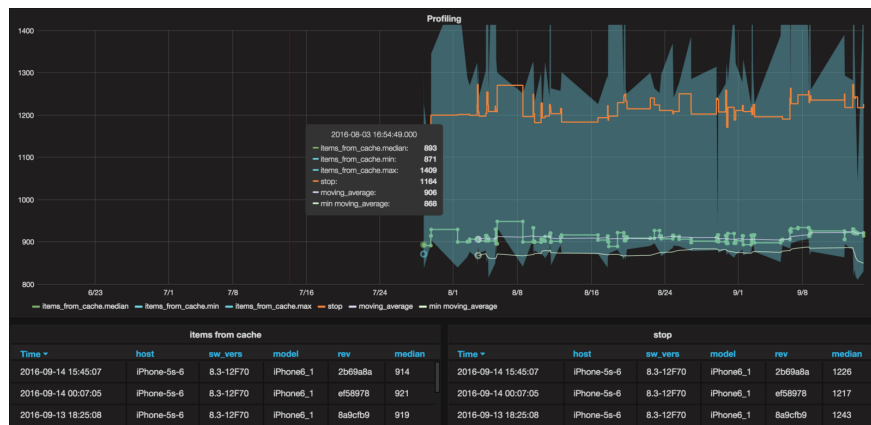 Profiling
1400
1300
1200
1100
1000
900
800
2016-08-03 16:54:49.000
items_from_cache.median: 893
items_from_cache.min: 871
items_from_cache.max: 1409
stop: 1164
moving_average: 906
min moving_average: 868
6/23 7/1 7/8 7/16 7/24 8/1 8/8 8/16 8/23 9/1 9/8
items_from_cache.median items_from_cache.min items_from_cache.max stop moving_average min moving_average
items from cache
Time host sw_vers model rev median
2016-09-14 15:45:07 iPhone-5s-6 8.3-12F70 iPhone6_1 2b69a8a 914
2016-09-14 00:07:05 iPhone-5s-6 8.3-12F70 iPhone6_1 ef58978 921
2016-09-13 18:25:08 iPhone-5s-6 8.3-12F70 iPhone6_1 8a9cfb9 919
stop
Time host sw_vers model rev median
2016-09-14 15:45:07 iPhone-5s-6 8.3-12F70 iPhone6_1 2b69a8a 1226
2016-09-14 00:07:05 iPhone-5s-6 8.3-12F70 iPhone6_1 ef58978 1217
2016-09-13 18:25:08 iPhone-5s-6 8.3-12F70 iPhone6_1 8a9cfb9 1243